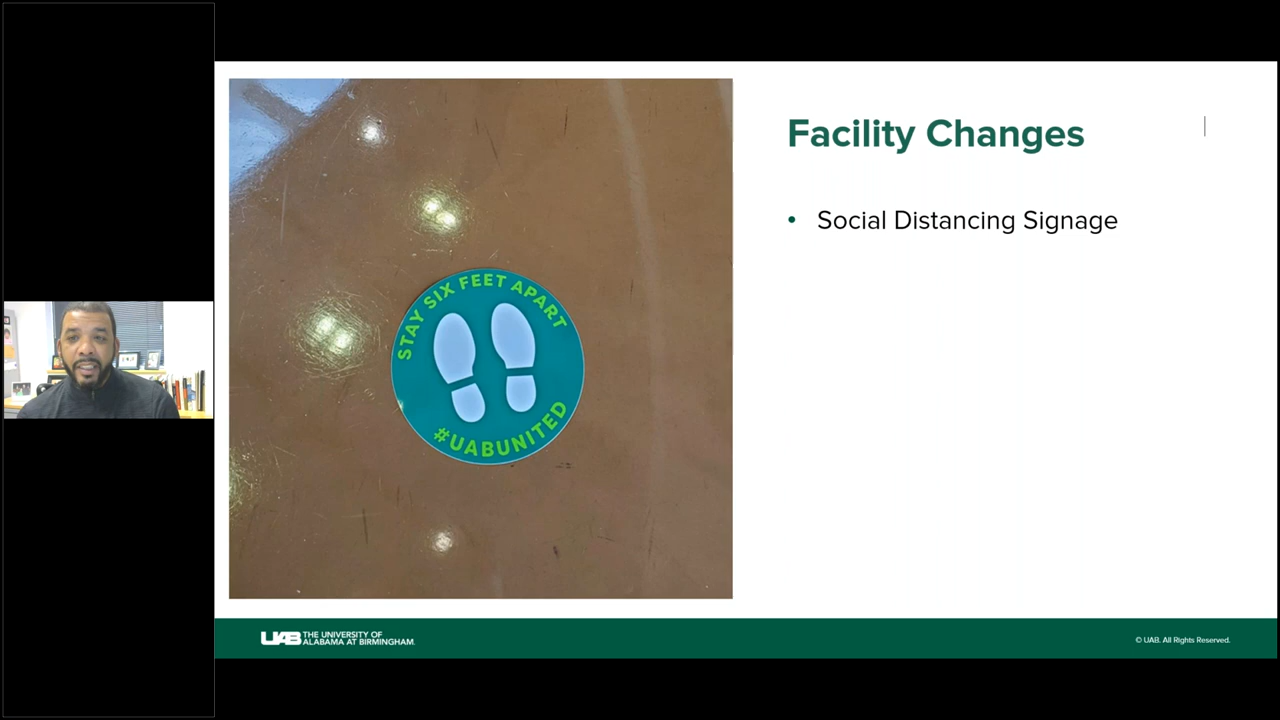 STAY SIX FEET APART
#UABUNITED
Facility Changes
• Social Distancing Signage
UAB THE UNIVERSITY OF
ALABAMA AT BIRMINGHAM.
© UAB. All Rights Reserved.